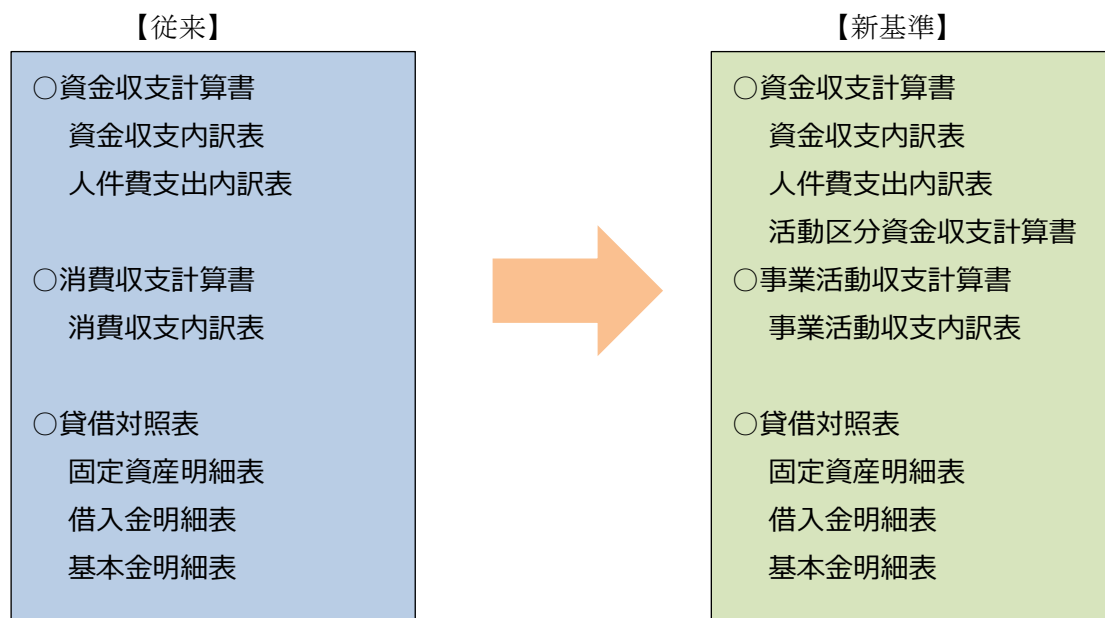 【従来】
○資金収支計算書
資金収支内訳表
人件費支出内訳表
○消費収支計算書
消費収支内訳表
○貸借対照表
固定資産明細表
借入金明細表
基本金明細表
【新基準】
○資金収支計算書
資金収支内訳表
人件費支出内訳表
活動区分資金収支計算書
○事業活動収支計算書
事業活動収支内訳表
○貸借対照表
固定資産明細表
借入金明細表
基本金明細表